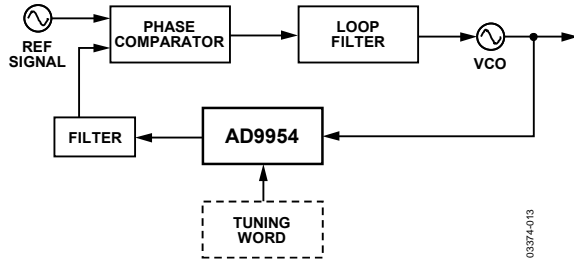 REF
SIGNAL
PHASE
COMPARATOR
LOOP
FILTER
VCO
FILTER
AD9954
TUNING
WORD
03374-013